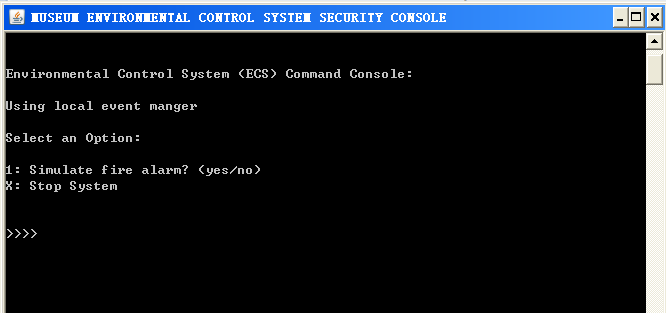 MUSEUM ENVIRONMENTAL CONTROL SYSTEM SECURITY CONSOLE
Environmental Control System (ECS) Command Console:
Using local event manger
Select an Option:
1: Simulate fire alarm? (yes/no)
X: Stop System
>>>>